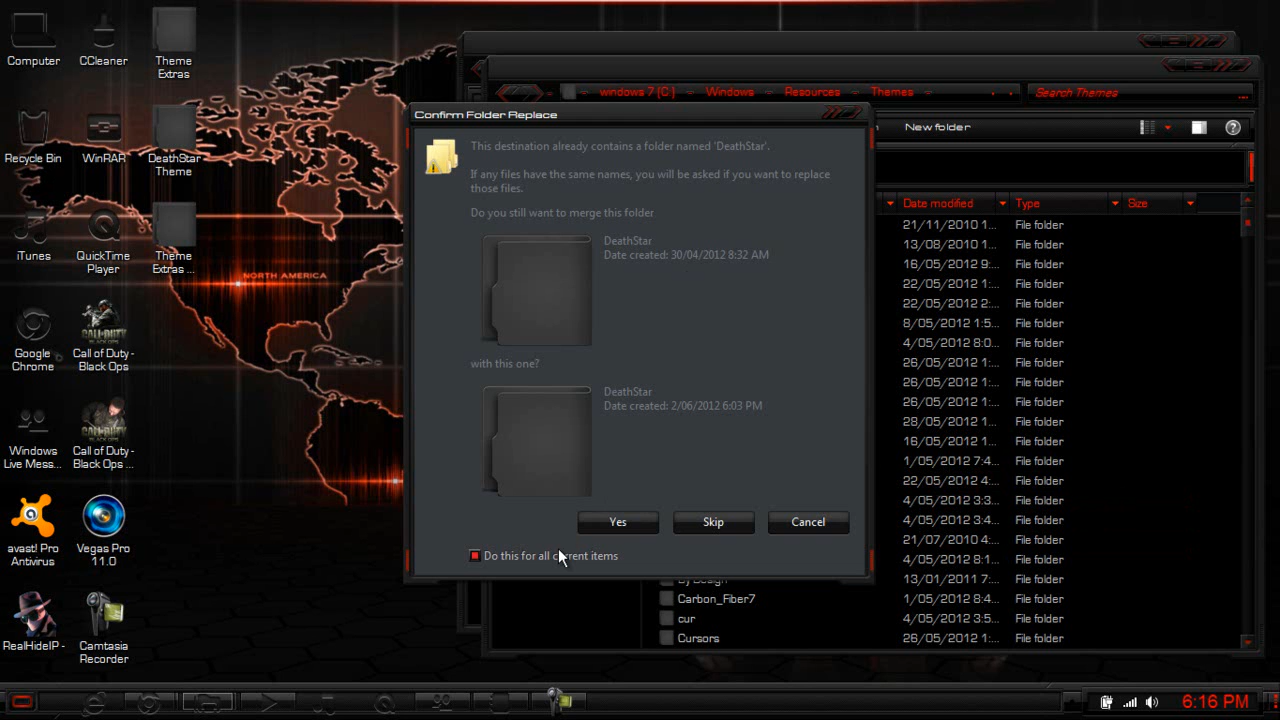 Computer
CCleaner
Theme
Extras
Recycle Bin
WinRAR
DeathStar
Theme
iTunes
QuickTime
Player
Theme
Extras ...
NORTH AMERICA
Google
Chrome
Call of Duty -
Black Ops
Windows
Live Mess...
Call of Duty -
Black Ops ...
avast! Pro
Antivirus
Vegas Pro
11.0
RealHideIP -
Camtasia
Recorder
windows 7 [C:]
Windows
Resources
Themes
Search Themes
New folder
Date modified
Type
Size
21/11/2010 1... File folder
13/08/2010 1... File folder
16/05/2012 9:... File folder
22/05/2012 1:... File folder
22/05/2012 2:... File folder
8/05/2012 1:5... File folder
4/05/2012 8:0... File folder
26/05/2012 1:... File folder
26/05/2012 1:... File folder
26/05/2012 1:... File folder
28/05/2012 1:... File folder
16/05/2012 1:... File folder
1/05/2012 7:4... File folder
22/05/2012 4:... File folder
4/05/2012 3:3... File folder
4/05/2012 3:4... File folder
21/07/2010 4:... File folder
4/05/2012 8:1... File folder
13/01/2011 7:... File folder
Carbon_Fiber7 1/05/2012 8:4... File folder
cur 4/05/2012 3:5... File folder
Cursors 26/05/2012 1:... File folder
Confirm Folder Replace
This destination already contains a folder named 'DeathStar'.
If any files have the same names, you will be asked if you want to replace
those files.
Do you still want to merge this folder
DeathStar
Date created: 30/04/2012 8:32 AM
with this one?
DeathStar
Date created: 2/06/2012 6:03 PM
Yes
Skip
Cancel
Do this for all current items
6:16 PM